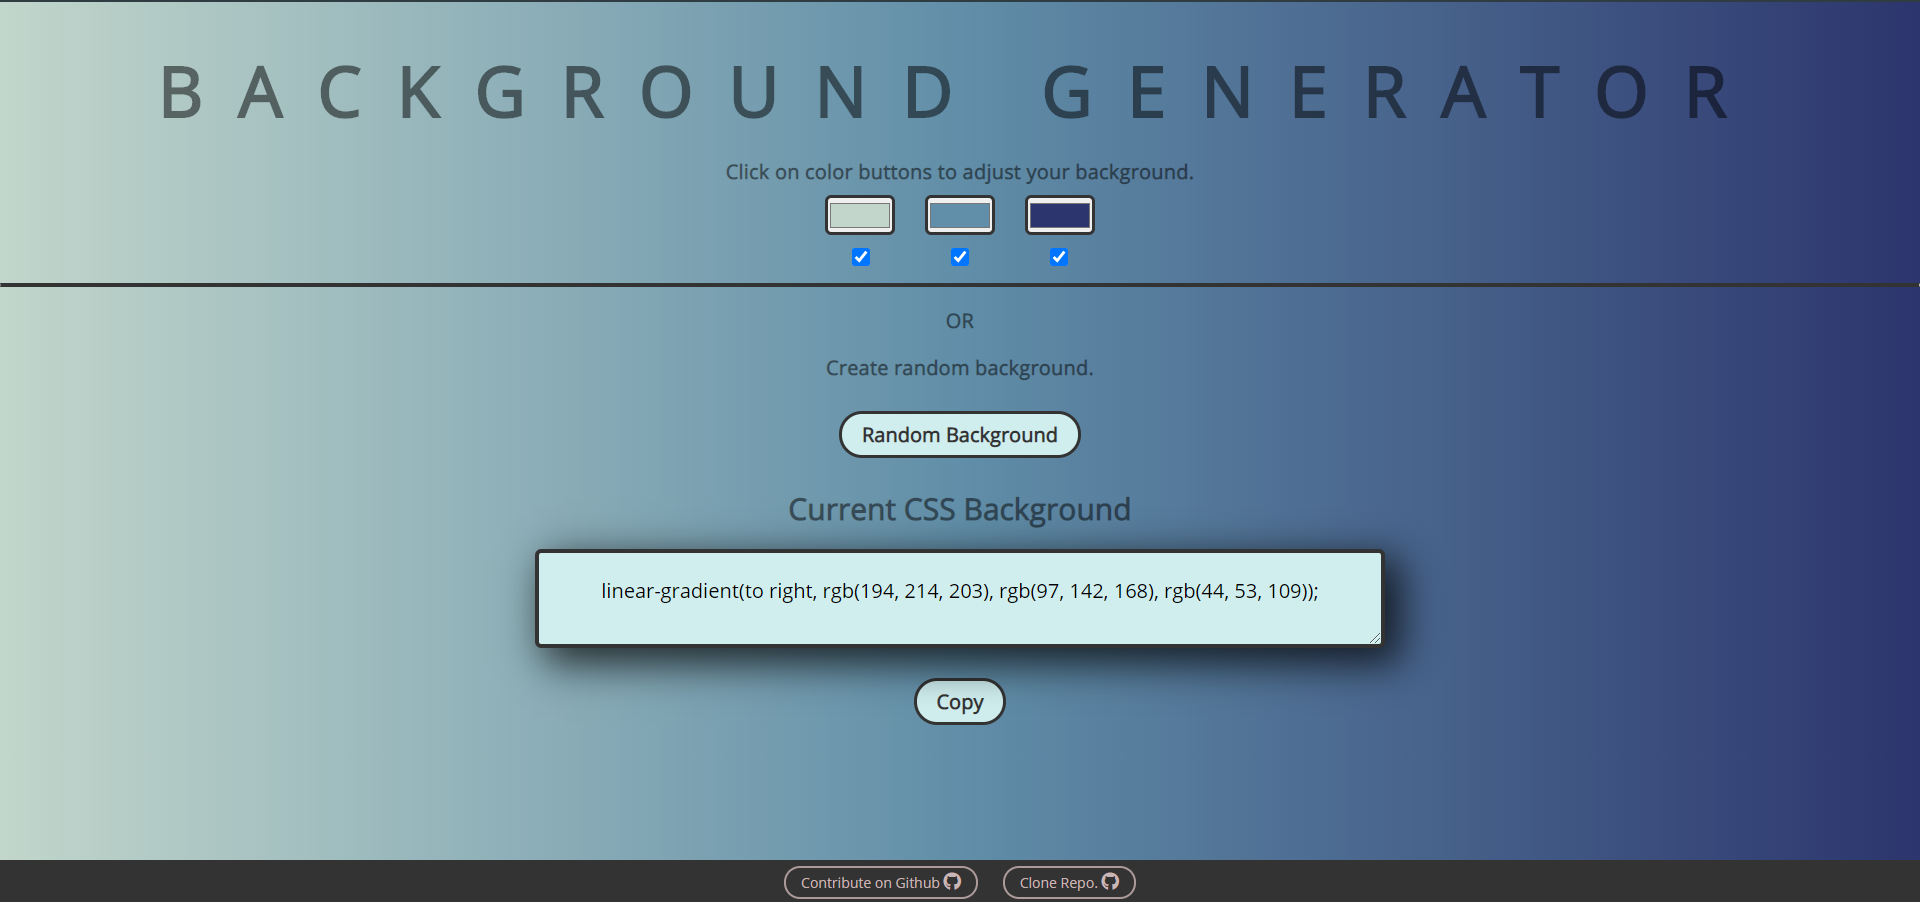 BACKGROUND GENERATOR
Click on color buttons to adjust your background.
OR
Create random background.
Random Background
Current CSS Background
linear-gradient(to right, rgb(194, 214, 203), rgb(97, 142, 168), rgb(44, 53, 109));
Copy
Contribute on Github
Clone Repo.